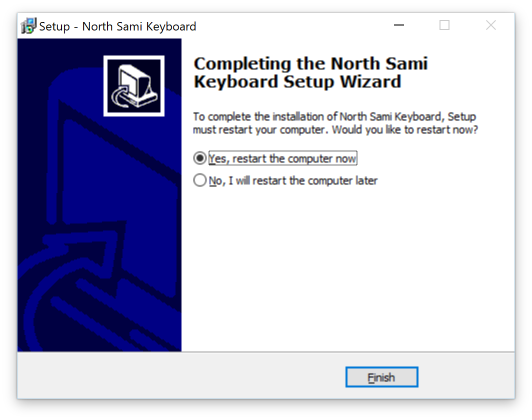 Setup - North Sami Keyboard
Completing the North Sami
Keyboard Setup Wizard
To complete the installation of North Sami Keyboard, Setup
must restart your computer. Would you like to restart now?
Yes, restart the computer now
No, I will restart the computer later
Finish